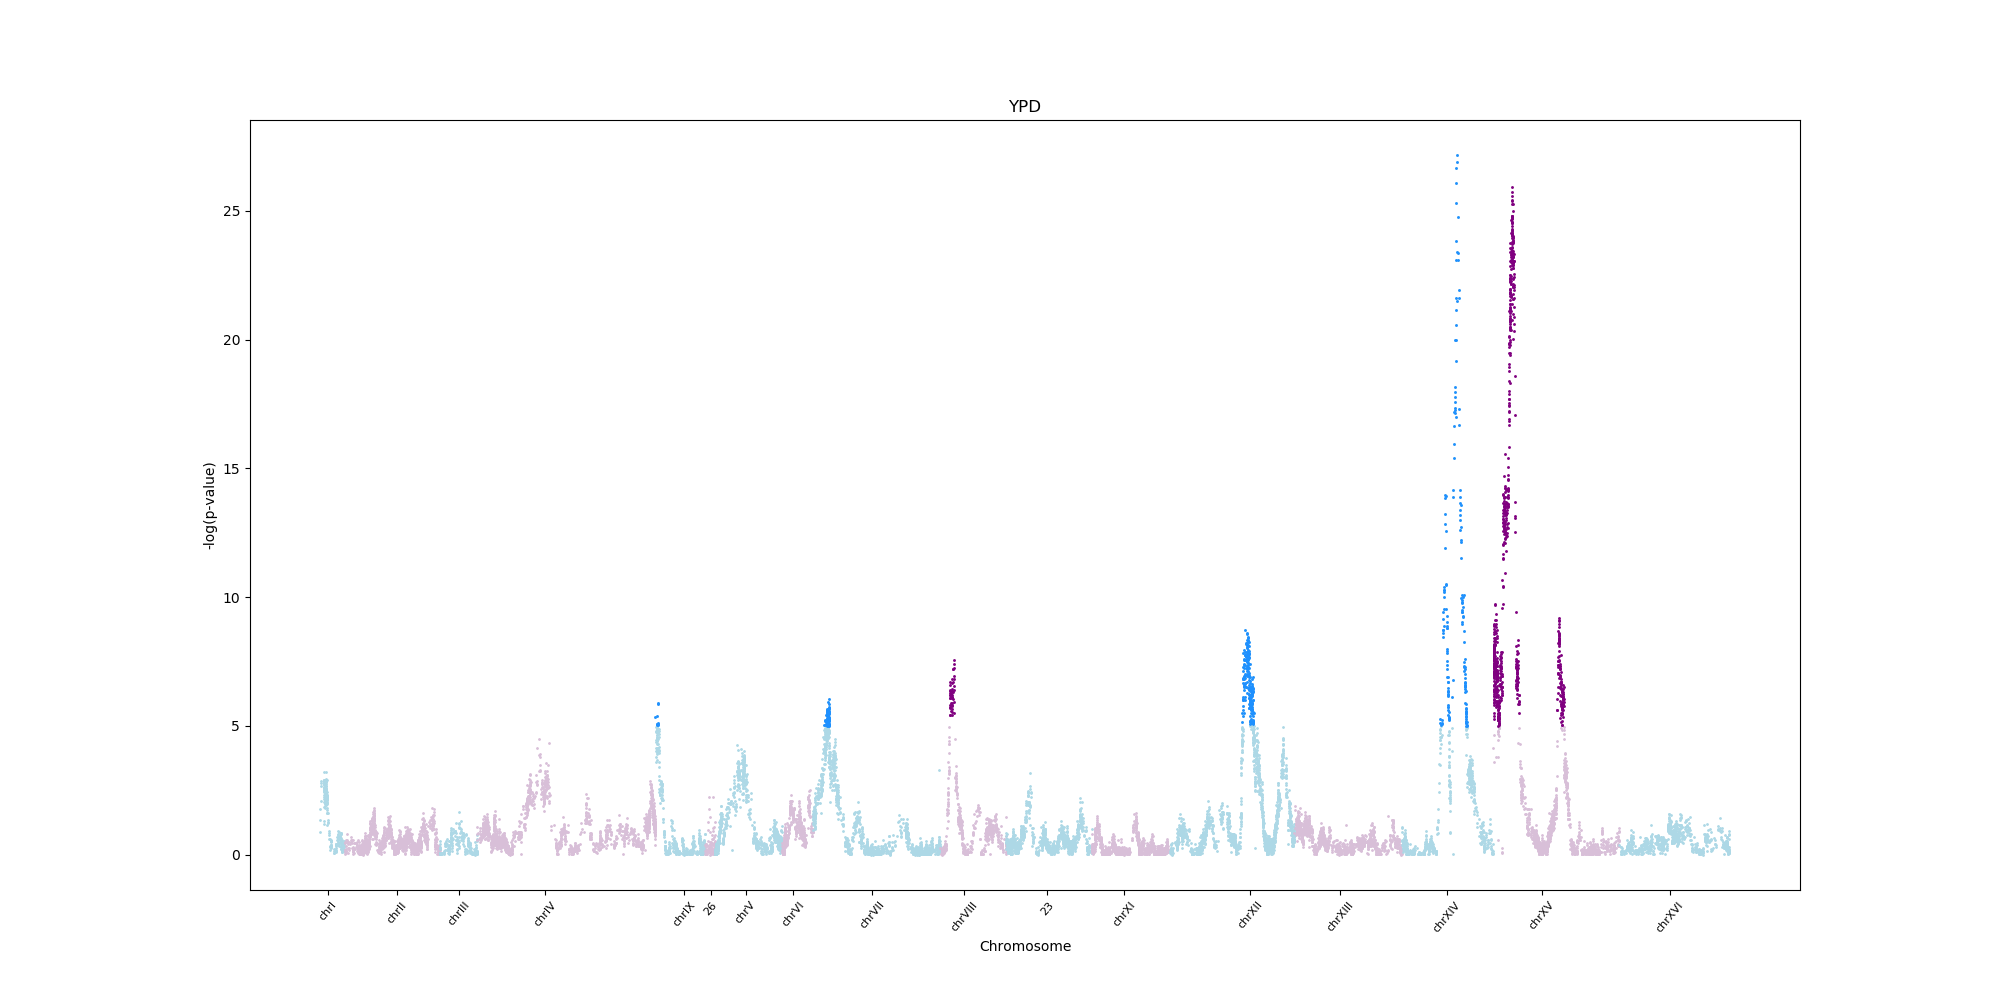 YPD
-log(p-value)
25
20
15
10
5
0
chrI
chrII
chrIII
chrIV
chrIX
26
chrV
chrVI
chrVII
chrVIII
23
chrXI
chrXII
chrXIII
chrXIV
chrXV
chrXVI
Chromosome